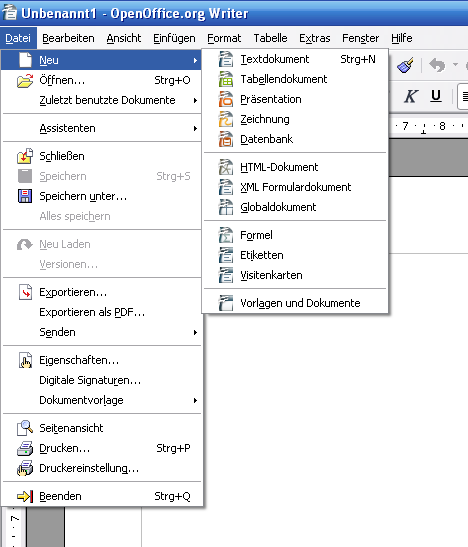 Unbenannt1 - OpenOffice.org Writer
Datei Bearbeiten Ansicht Einfügen Format Tabelle Extras Fenster Hilfe
Neu
Öffnen... Strg+O
Zuletzt benutzte Dokumente
Assistenten
Schließen
Speichern Strg+S
Speichern unter...
Alles speichern
Neu Laden
Versionen...
Exportieren...
Exportieren als PDF...
Senden
Eigenschaften...
Digitale Signaturen...
Dokumentvorlage
Seitenansicht
Drucken... Strg+P
Druckereinstellung...
Beenden Strg+Q
Textdokument Strg+N
Tabellendokument
Präsentation
Zeichnung
Datenbank
HTML-Dokument
XML Formulardokument
Globaldokument
Formel
Etiketten
Visitenkarten
Vorlagen und Dokumente
K U
7 8
7